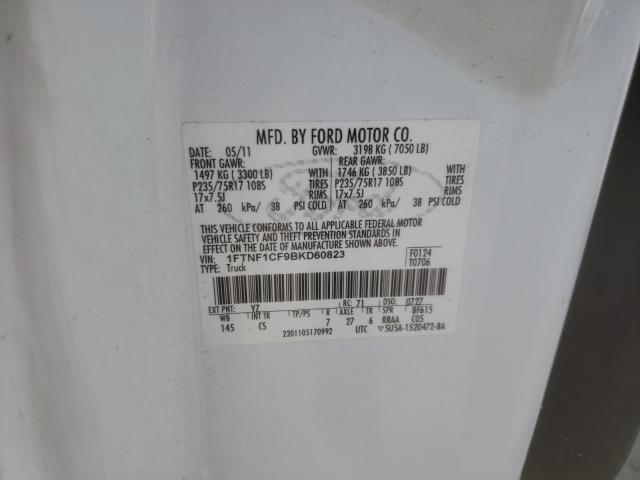 MFD. BY FORD MOTOR CO.
DATE: 05/11 GVWR: 3198 KG ( 7050 LB)
FRONT GAWR: REAR GAWR:
1497 KG ( 3300 LB) WITH 1746 KG ( 3850 LB) WITH
P235/75R17 108S TIRES P235/75R17 108S TIRES
17x7.5J RIMS 17x7.5J RIMS
AT 260 kPa/ 38 PSI COLD AT 260 kPa/ 38 PSI COLD
THIS VEHICLE CONFORMS TO ALL APPLICABLE FEDERAL MOTOR
VEHICLE SAFETY, BUMPER, AND THEFT PREVENTION STANDARDS IN
EFFECT ON THE DATE OF MANUFACTURE SHOWN ABOVE.
VIN: 1FTNF1CF9BKD60823 F0124
TYPE: Truck T0706
EXT PNT: Y7 RC: 71 DSO: 0727
WB INT TR TP/PS R AXLE TR SPR BF615
145 CS 7 27 6 RRAA C05
2201105170992 UTC ▽5U5A-1520472-BA
Ford